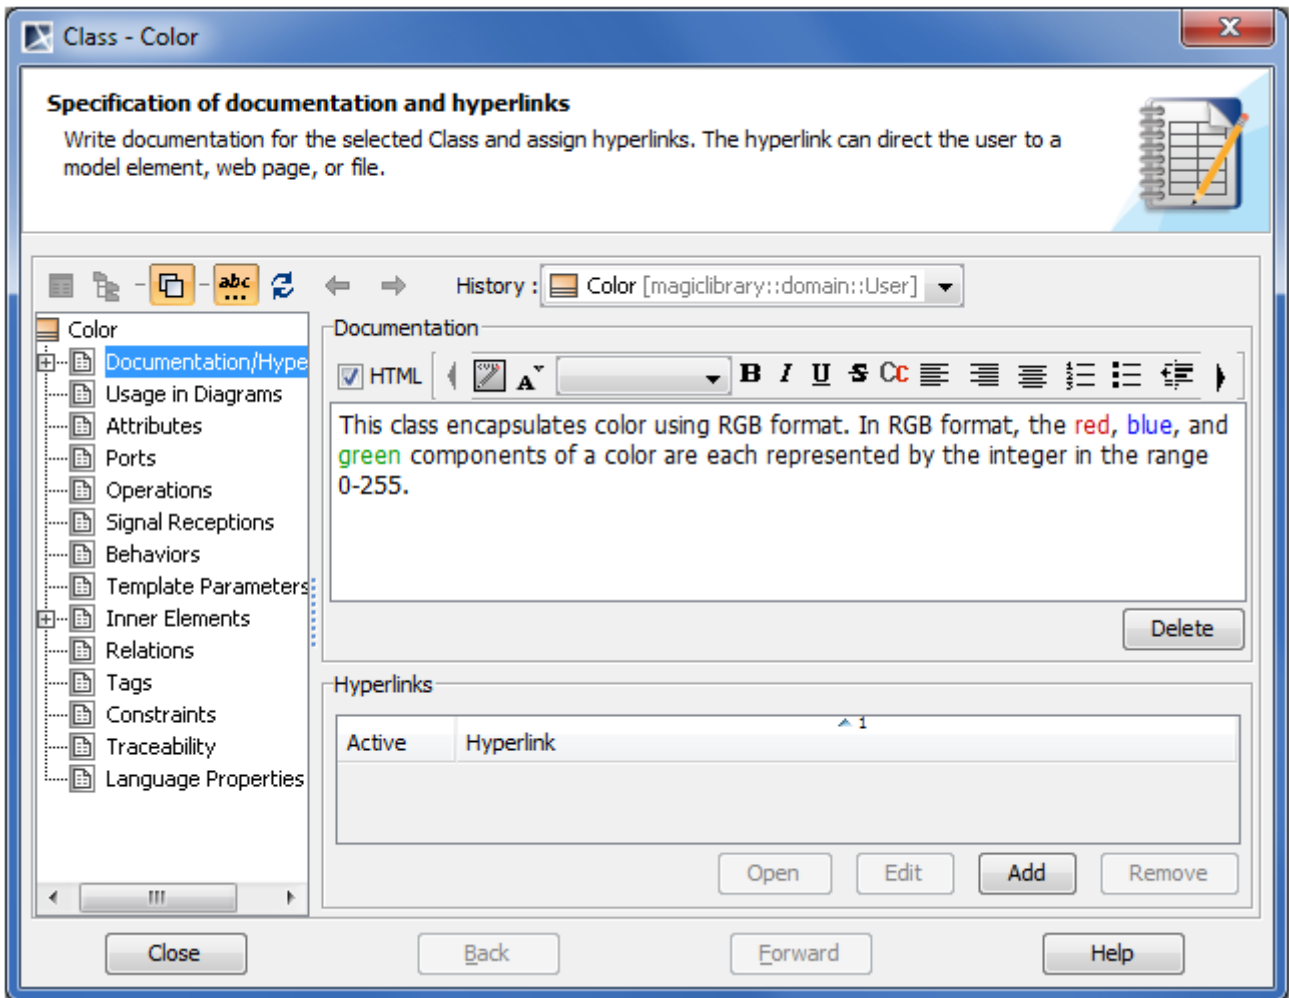 Class - Color
Specification of documentation and hyperlinks
Write documentation for the selected Class and assign hyperlinks. The hyperlink can direct the user to a
model element, web page, or file.
abc
History : Color [magiclibrary::domain::User]
Color
Documentation/Hype
Usage in Diagrams
Attributes
Ports
Operations
Signal Receptions
Behaviors
Template Parameters
Inner Elements
Relations
Tags
Constraints
Traceability
Language Properties
Documentation
HTML A B I U S Cc
This class encapsulates color using RGB format. In RGB format, the red, blue, and
green components of a color are each represented by the integer in the range
0-255.
Delete
Hyperlinks
1
Active Hyperlink
Open Edit Add Remove
Close Back Forward Help